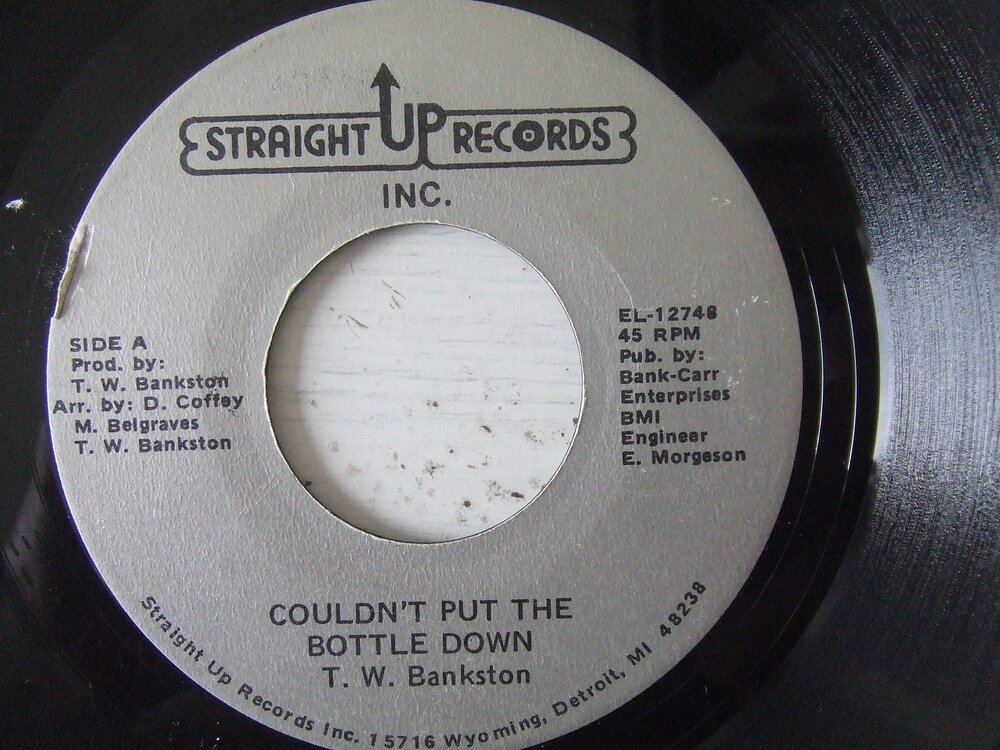 STRAIGHT UP RECORDS
INC.
SIDE A
Prod. by:
T. W. Bankston
Arr. by: D. Coffey
M. Belgraves
T. W. Bankston
EL-12748
45 RPM
Pub. by:
Bank-Carr
Enterprises
BMI
Engineer
E. Morgeson
COULDN'T PUT THE
BOTTLE DOWN
T. W. Bankston
Straight Up Records Inc. 15716 Wyoming, Detroit, MI 48238